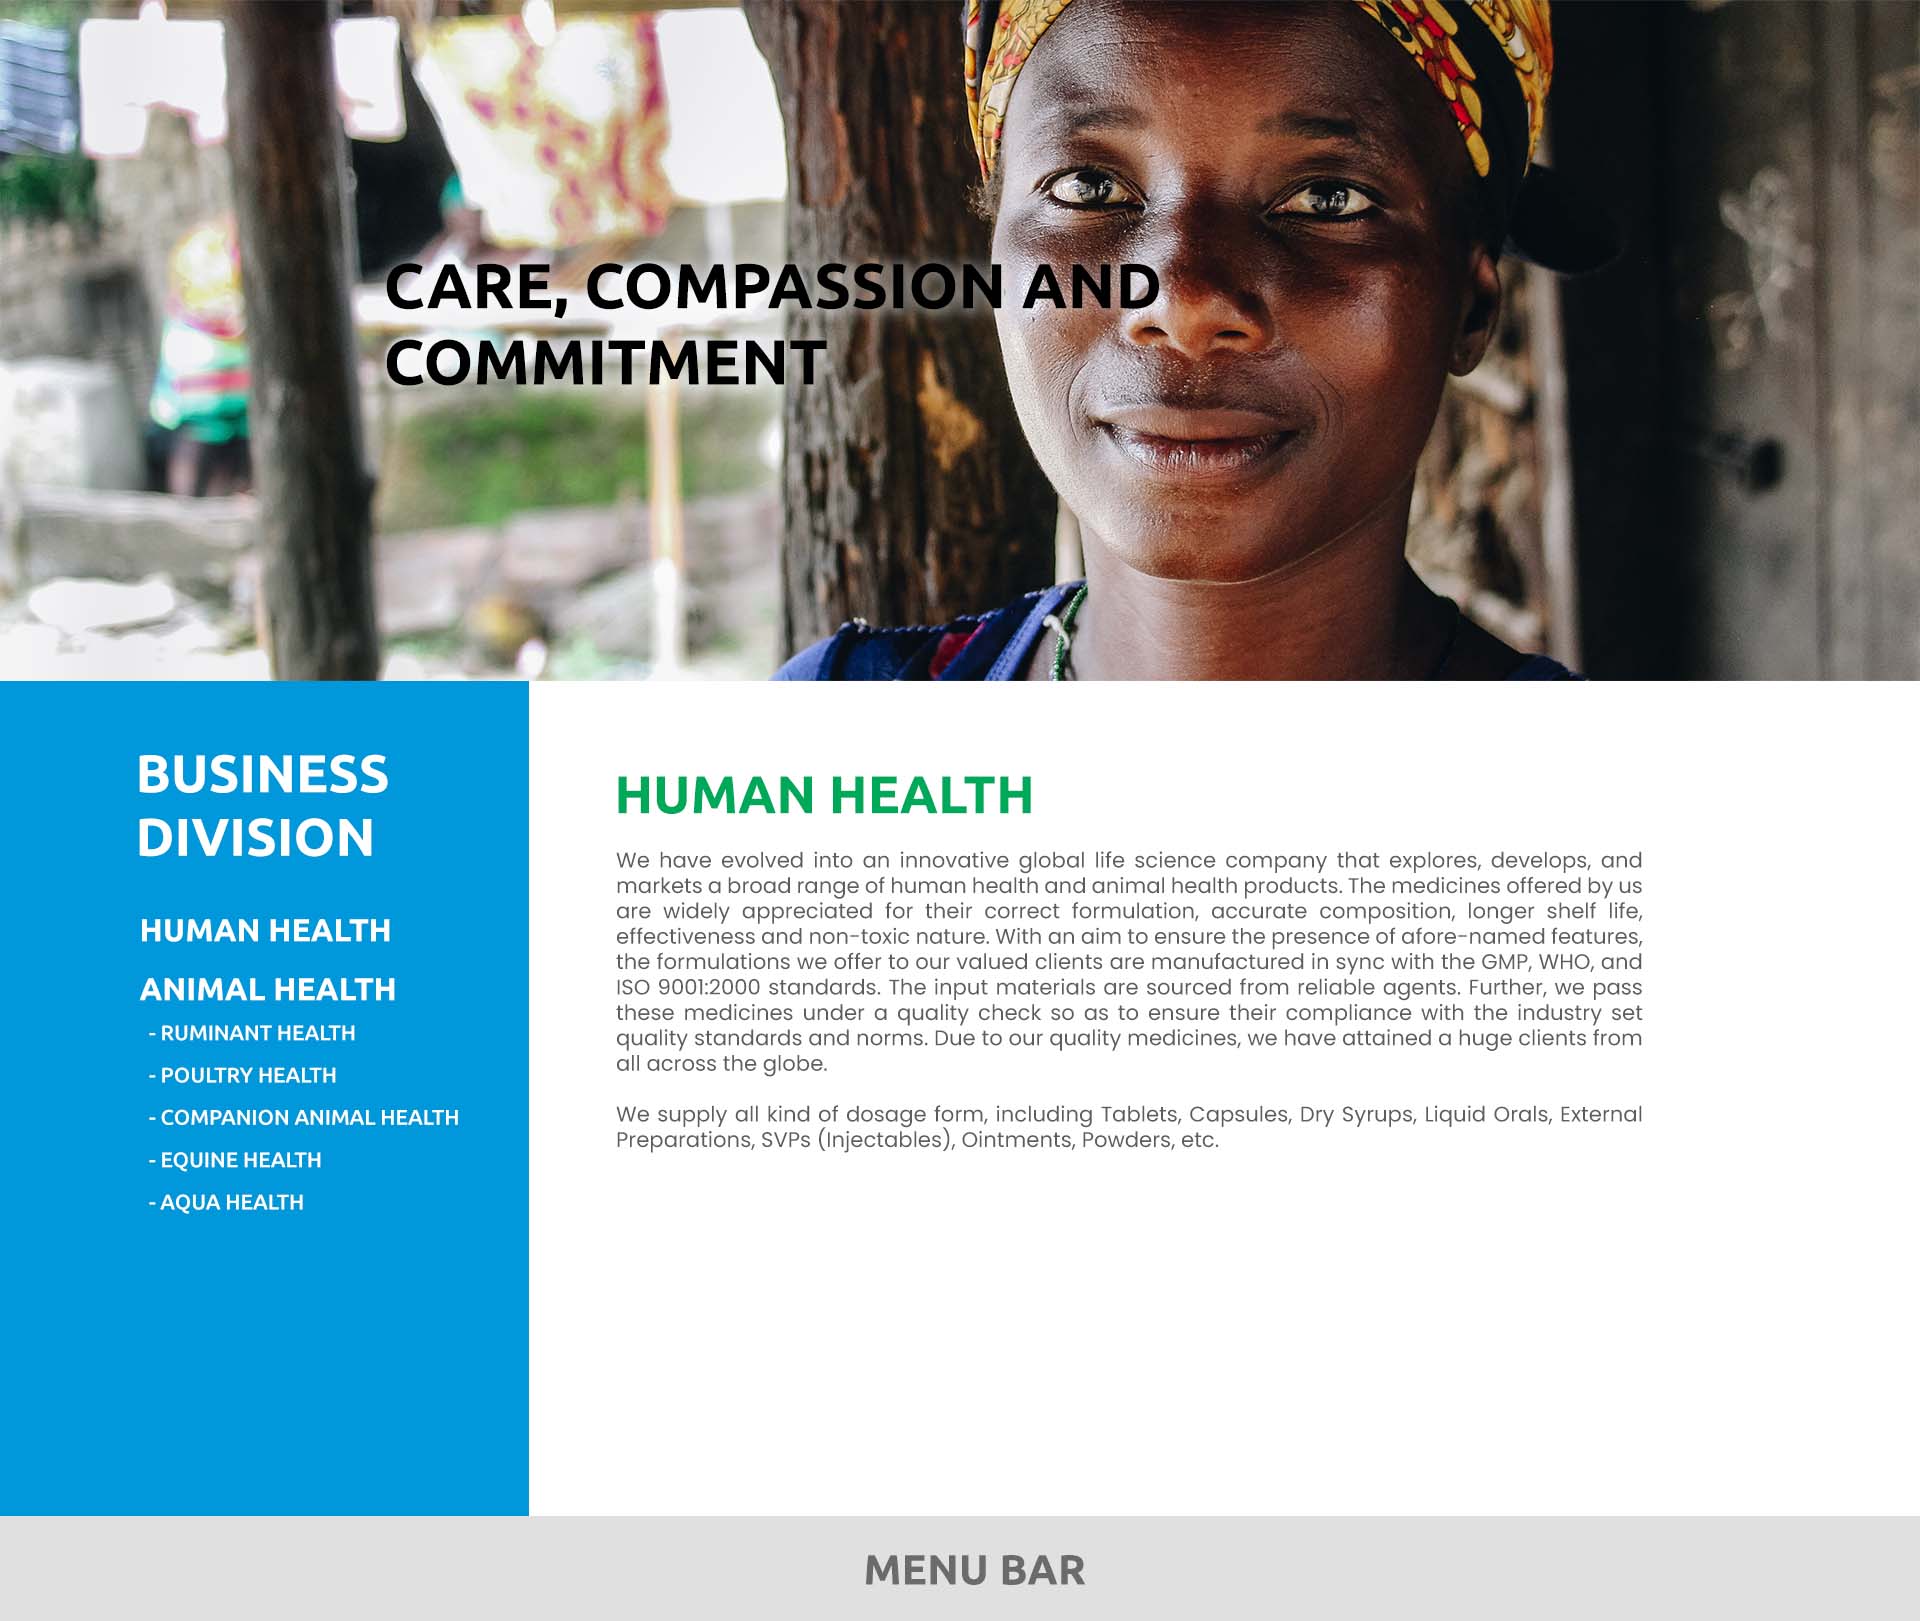 CARE, COMPASSION AND
COMMITMENT
BUSINESS
DIVISION
HUMAN HEALTH
ANIMAL HEALTH
- RUMINANT HEALTH
- POULTRY HEALTH
- COMPANION ANIMAL HEALTH
- EQUINE HEALTH
- AQUA HEALTH
HUMAN HEALTH
We have evolved into an innovative global life science company that explores, develops, and
markets a broad range of human health and animal health products. The medicines offered by us
are widely appreciated for their correct formulation, accurate composition, longer shelf life,
effectiveness and non-toxic nature. With an aim to ensure the presence of afore-named features,
the formulations we offer to our valued clients are manufactured in sync with the GMP, WHO, and
ISO 9001:2000 standards. The input materials are sourced from reliable agents. Further, we pass
these medicines under a quality check so as to ensure their compliance with the industry set
quality standards and norms. Due to our quality medicines, we have attained a huge clients from
all across the globe.
We supply all kind of dosage form, including Tablets, Capsules, Dry Syrups, Liquid Orals, External
Preparations, SVPs (Injectables), Ointments, Powders, etc.
MENU BAR